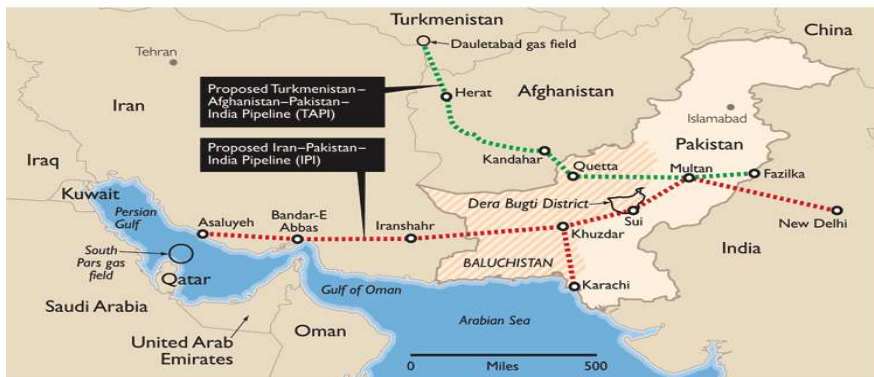 Turkmenistan
China
Tehran
Dauletabad gas field
Proposed Turkmenistan–
Afghanistan–Pakistan–
India Pipeline (TAPI)
Herat
Afghanistan
Iran
Islamabad
Proposed Iran–Pakistan–
India Pipeline (IPI)
Pakistan
Iraq
Kandahar
Quetta
Multan
Fazilka
Kuwait
Dera Bugti District
Persian
Gulf
Asaluyeh
Bandar-E
Abbas
Iranshahr
Sui
New Delhi
Khuzdar
South
Pars gas
field
India
BALUCHISTAN
Qatar
Karachi
Gulf of Oman
Saudi Arabia
Arabian Sea
United Arab
Emirates
Oman
0 Miles 500